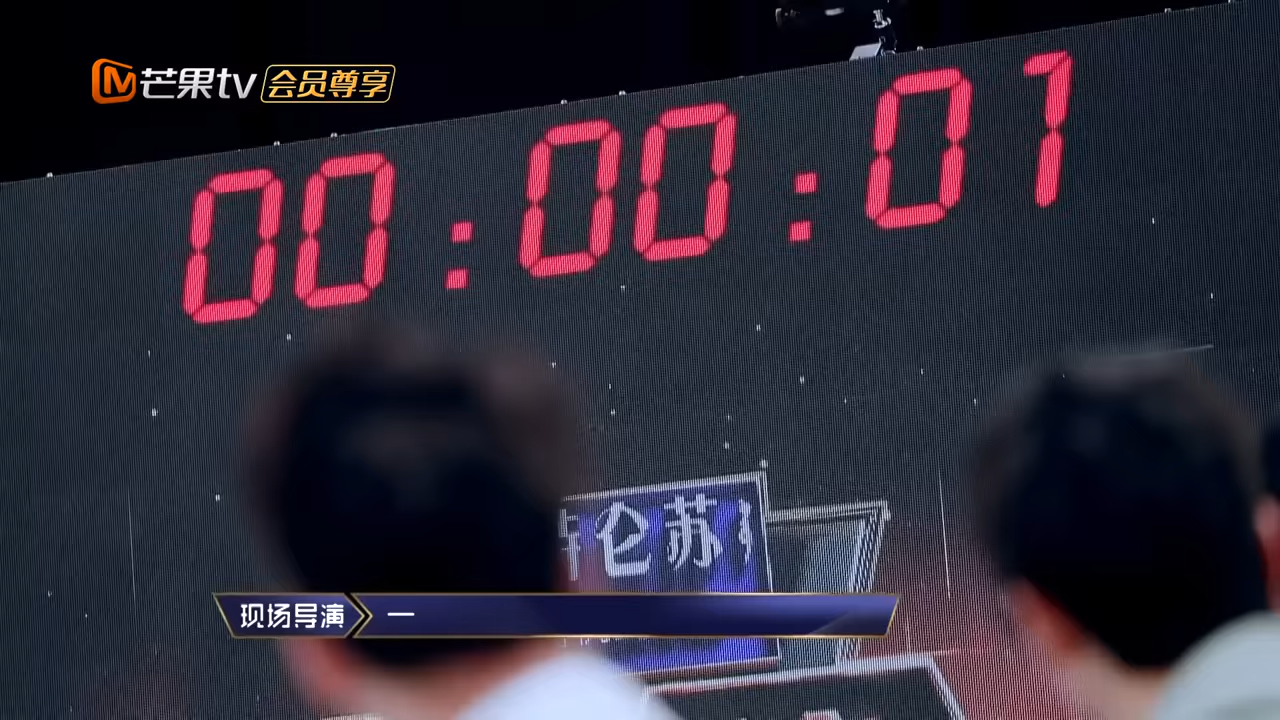 芒果tv 会员尊享
00:00:01
仑苏
现场导演 一